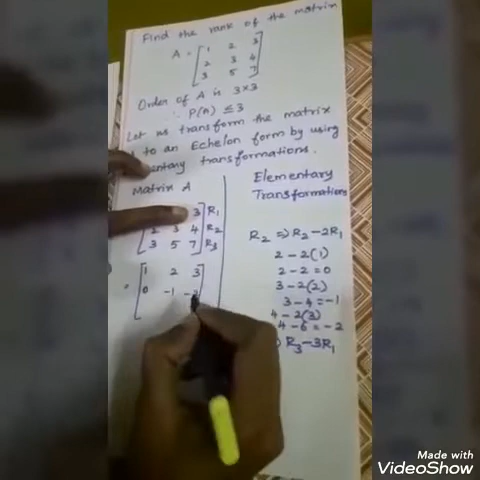 Find the rank of the matrix
A = [1 2 3
2 3 4
3 5 7]
Order of A is 3×3
∴ P(A) ≤ 3
Let us transform the matrix
to an Echelon form by using
transformations.
Matrix A
3] R1
[2 3 4 R2
3 5 7] R3
= [1 2 3
0 -1 -2
Elementary
Transformations
R2 ⇒ R2 - 2R1
2 - 2(1)
2 - 2 = 0
3 - 2(2)
3 - 4 = -1
4 - 2(3)
4 - 6 = -2
R3 - 3R1
Made with
VideoShow